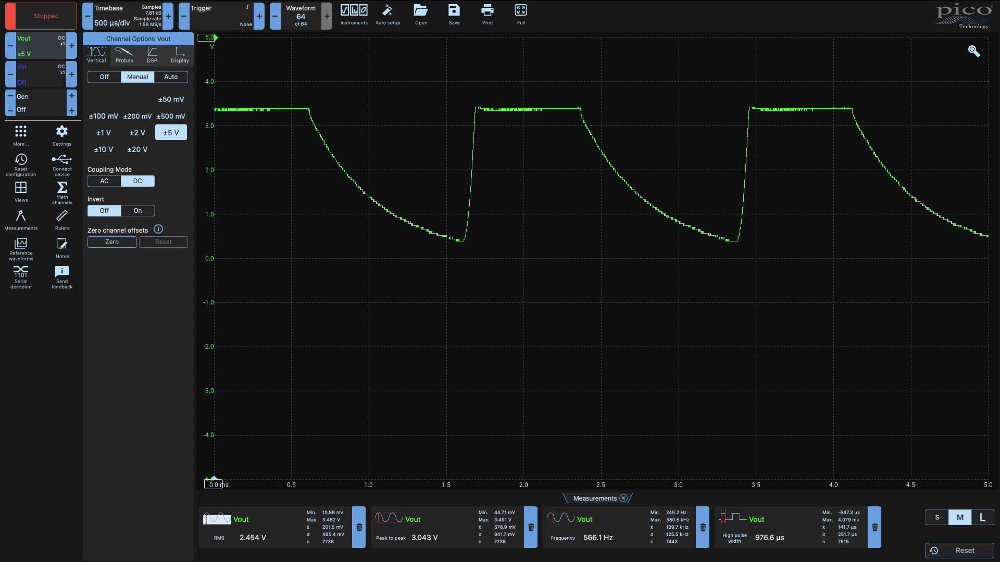 Stopped
Timebase
500 µs/div
Samples
7.81 kS
Sample rate
1.56 MS/s
Trigger
None
Waveform
64
of 64
Instruments
Auto setup
Open
Save
Print
Full
pico
Technology
Vout
DC
x1
±5 V
Vin
DC
x1
Off
Gen
Off
More...
Settings
Reset
configuration
Connect
device
Views
Math
channels
Measurements
Rulers
Reference
waveforms
Notes
1101
Serial
decoding
Send
feedback
Channel Options Vout
Vertical
Probes
DSP
Display
Off
Manual
Auto
±50 mV
±100 mV
±200 mV
±500 mV
±1 V
±2 V
±5 V
±10 V
±20 V
Coupling Mode
AC
DC
Invert
Off
On
Zero channel offsets
Zero
Reset
5.0
V
4.0
3.0
2.0
1.0
0.0
-1.0
-2.0
-3.0
-4.0
-5.0
0.0 ms
0.5
1.0
1.5
2.0
2.5
3.0
3.5
4.0
4.5
5.0
Measurements
Vout
RMS
2.454 V
Min. 10.88 mV
Max. 3.482 V
x̄ 261.5 mV
σ 485.4 mV
n 7738
Vout
Peak to peak
3.043 V
Min. 44.71 mV
Max. 3.491 V
x̄ 576.9 mV
σ 941.7 mV
n 7738
Vout
Frequency
566.1 Hz
Min. 245.2 Hz
Max. 380.5 kHz
x̄ 139.7 kHz
σ 125.5 kHz
n 7443
Vout
High pulse
width
976.6 µs
Min. -647.3 µs
Max. 4.079 ms
x̄ 141.7 µs
σ 251.7 µs
n 7515
S
M
L
Reset